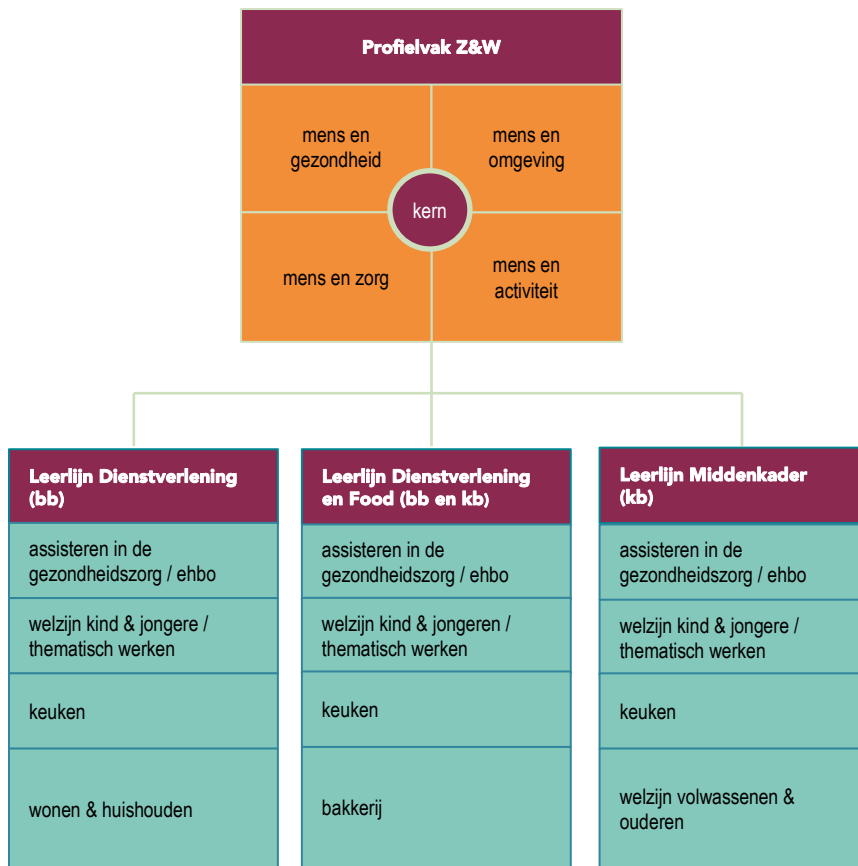 Profielvak Z&W
mens en
gezondheid
mens en
omgeving
kern
mens en zorg
mens en
activiteit
Leerlijn Dienstverlening
(bb)
assisteren in de
gezondheidszorg / ehbo
welzijn kind & jongere /
thematisch werken
keuken
wonen & huishouden
Leerlijn Dienstverlening
en Food (bb en kb)
assisteren in de
gezondheidszorg / ehbo
welzijn kind & jongeren /
thematisch werken
keuken
bakkerij
Leerlijn Middenkader
(kb)
assisteren in de
gezondheidszorg / ehbo
welzijn kind & jongere /
thematisch werken
keuken
welzijn volwassenen &
ouderen